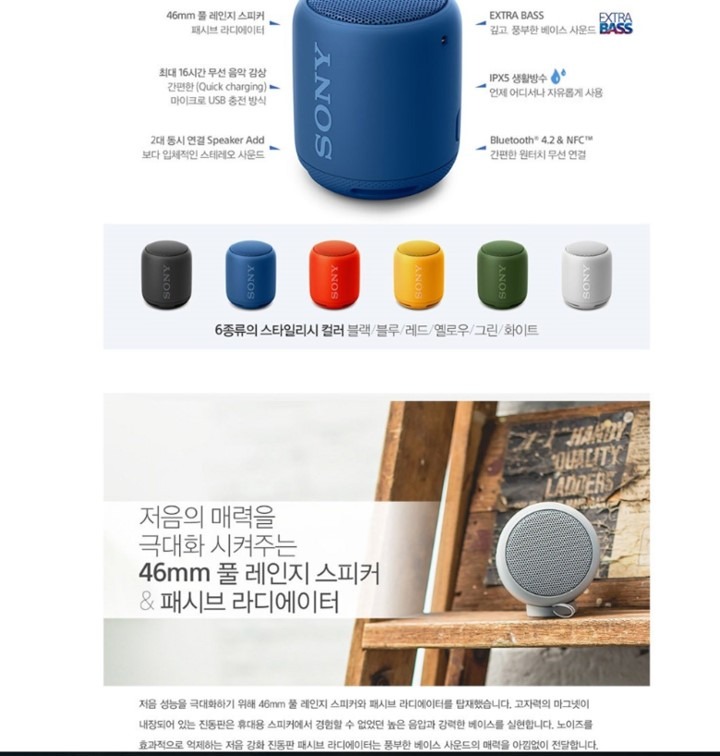 46mm 풀 레인지 스피커
패시브 라디에이터
EXTRA BASS
깊고 풍부한 베이스 사운드
EXTRA
BASS
최대 16시간 무선 음악 감상
간편한 (Quick charging)
마이크로 USB 충전 방식
IPX5 생활방수
언제 어디서나 자유롭게 사용
2대 동시 연결 Speaker Add
보다 입체적인 스테레오 사운드
Bluetooth® 4.2 & NFC™
간편한 원터치 무선 연결
SONY
SONY
SONY
SONY
SONY
SONY
SONY
6종류의 스타일리시 컬러 블랙/블루/레드/옐로우/그린/화이트
HANDY
QUALITY
LADDERS
저음의 매력을
극대화 시켜주는
46mm 풀 레인지 스피커
& 패시브 라디에이터
저음 성능을 극대화하기 위해 46mm 풀 레인지 스피커와 패시브 라디에이터를 탑재했습니다. 고자력의 마그넷이
내장되어 있는 진동판은 휴대용 스피커에서 경험할 수 없었던 높은 음압과 강력한 베이스를 실현합니다. 노이즈를
효과적으로 억제하는 저음 강화 진동판 패시브 라디에이터는 풍부한 베이스 사운드의 매력을 아낌없이 전달합니다.